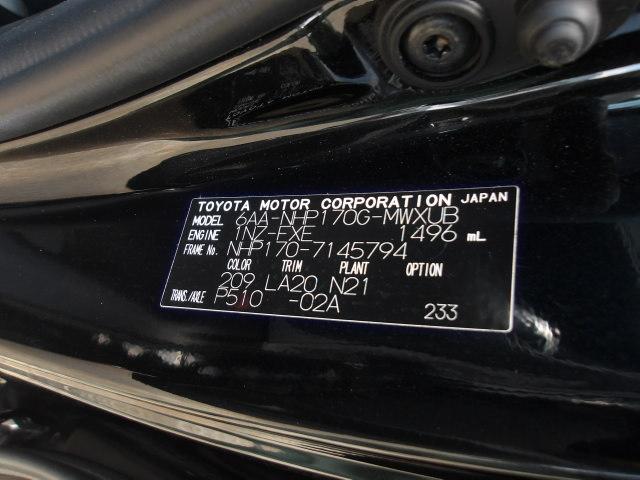 TOYOTA MOTOR CORPORATION JAPAN
MODEL 6AA-NHP170G-MWXUB
ENGINE 1NZ-FXE 1496 mL
FRAME No. NHP170-7145794
COLOR TRIM PLANT OPTION
209 LA20 N21
TRANS./AXLE P510 -02A 233